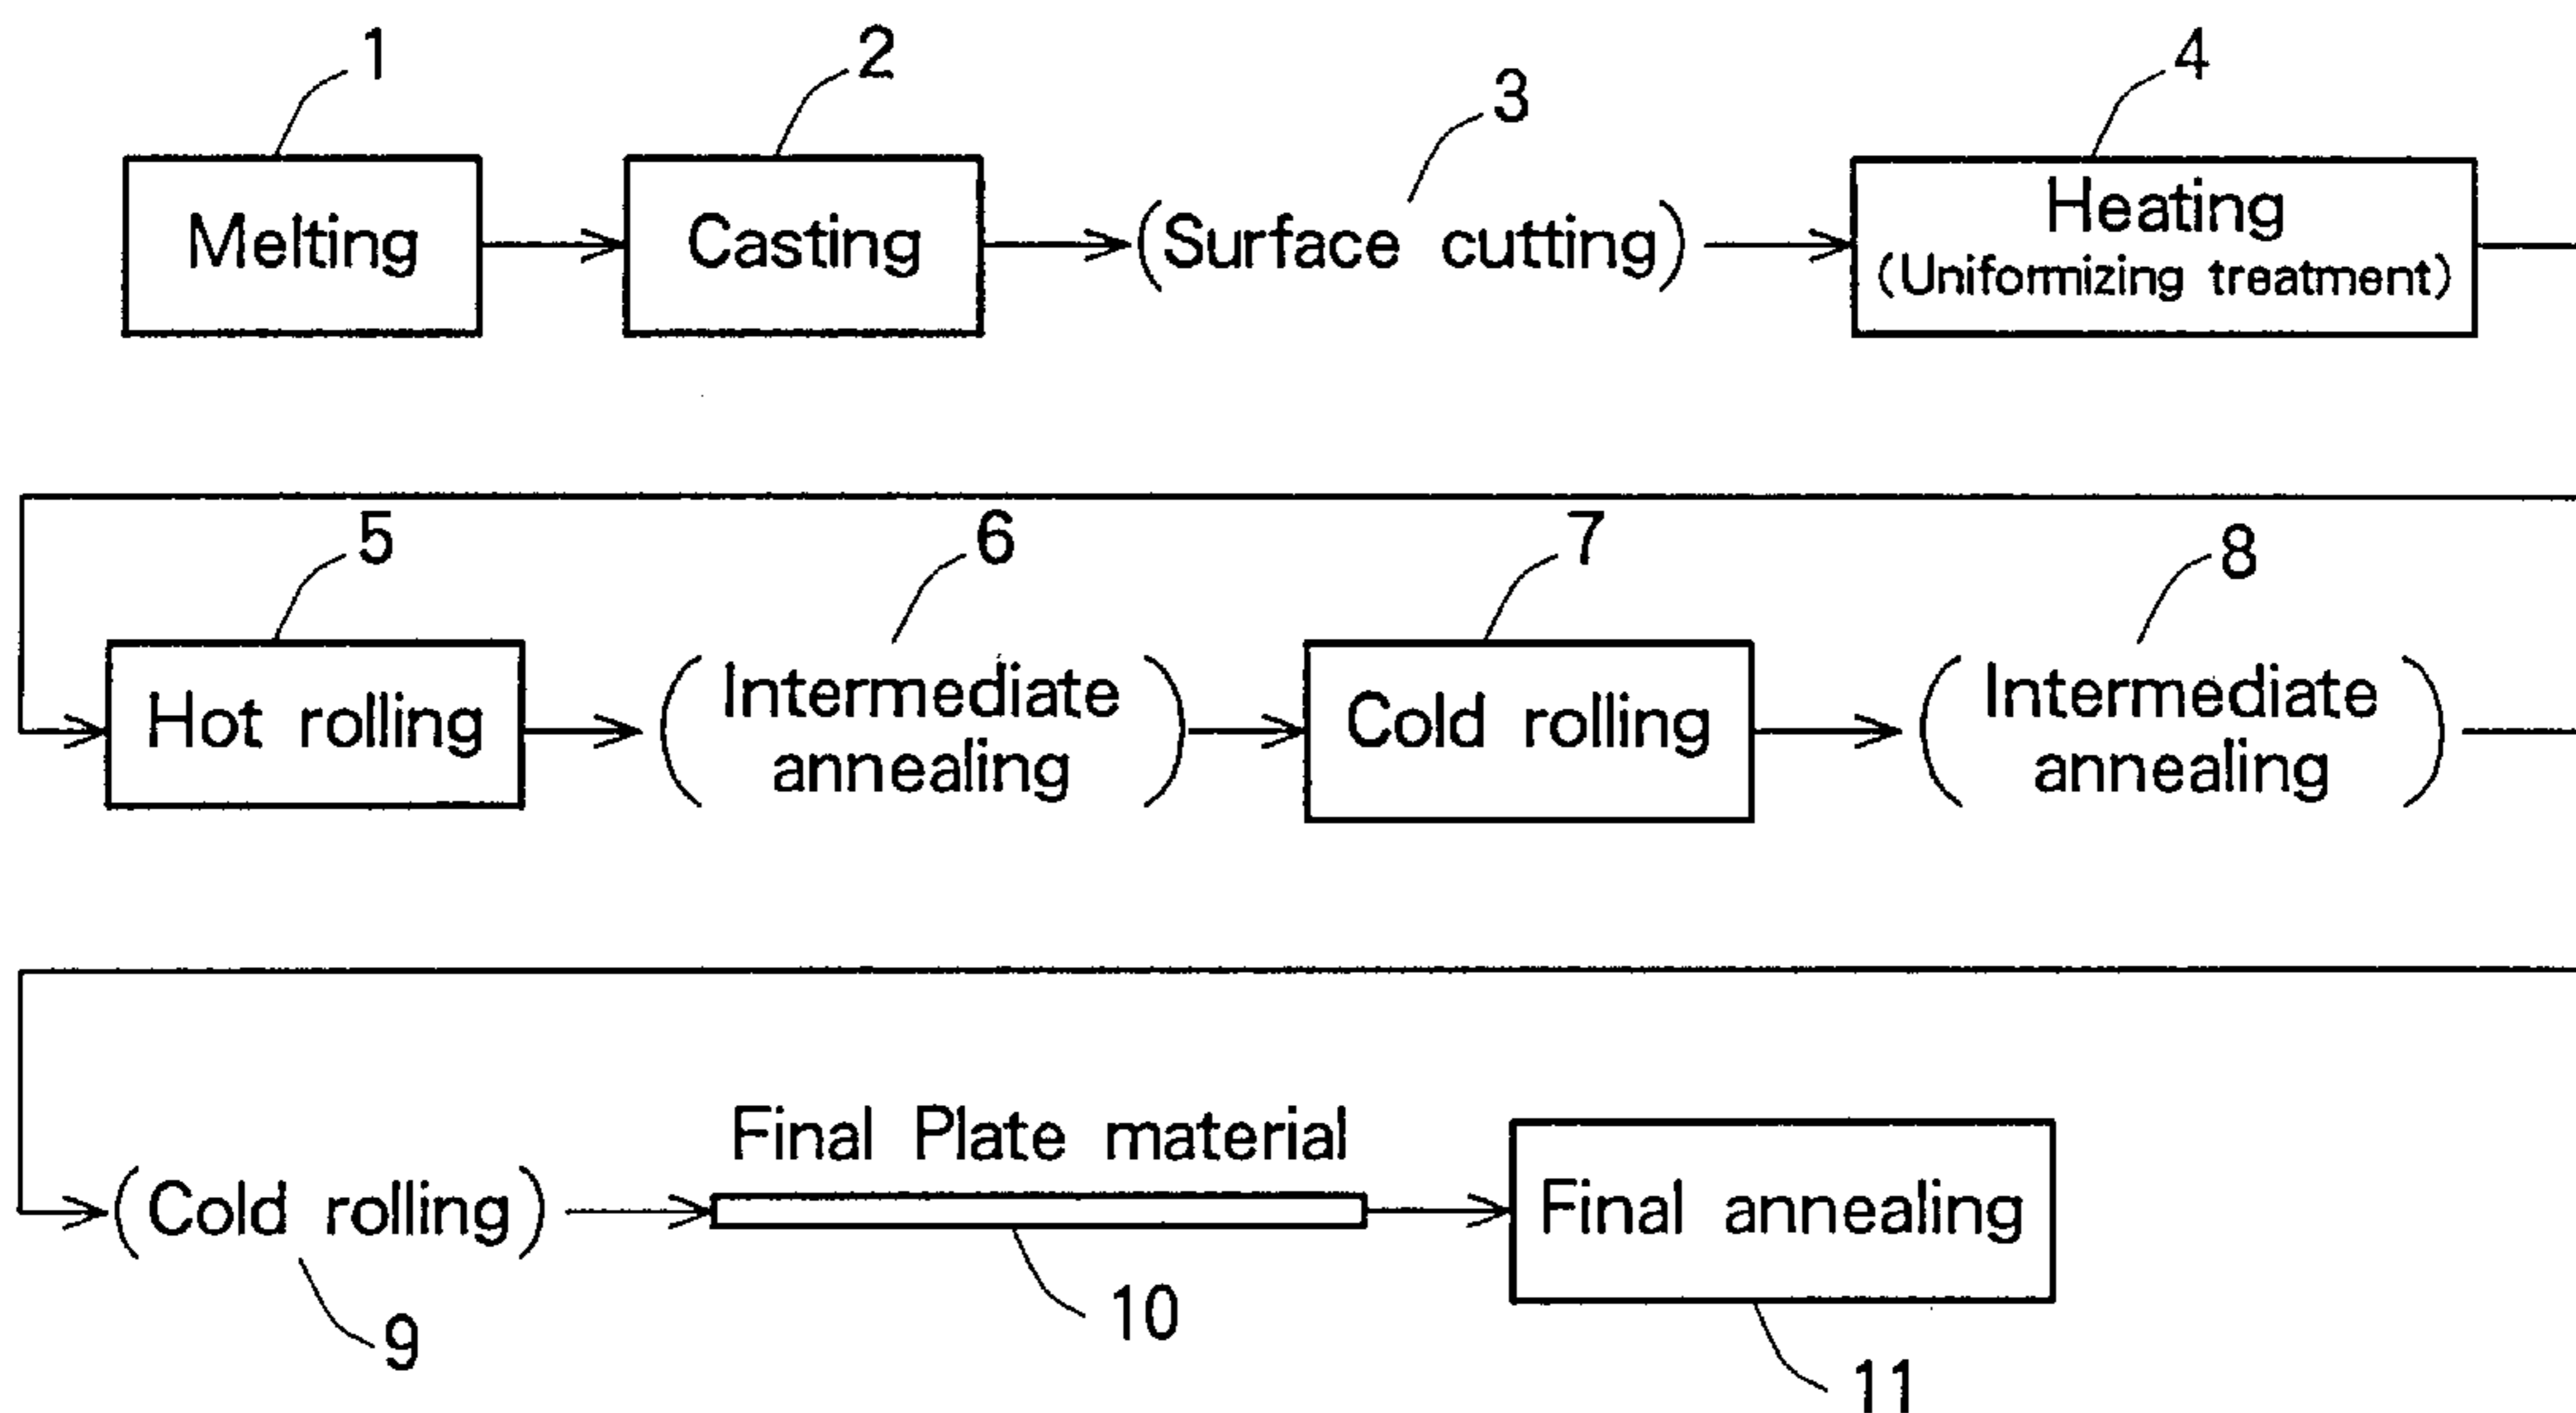 1
2
3
4
Melting
Casting
(Surface cutting)
Heating
(Uniformizing treatment)
5
6
7
8
Hot rolling
(Intermediate
annealing)
Cold rolling
(Intermediate
annealing)
Final Plate material
(Cold rolling)
Final annealing
9
10
11